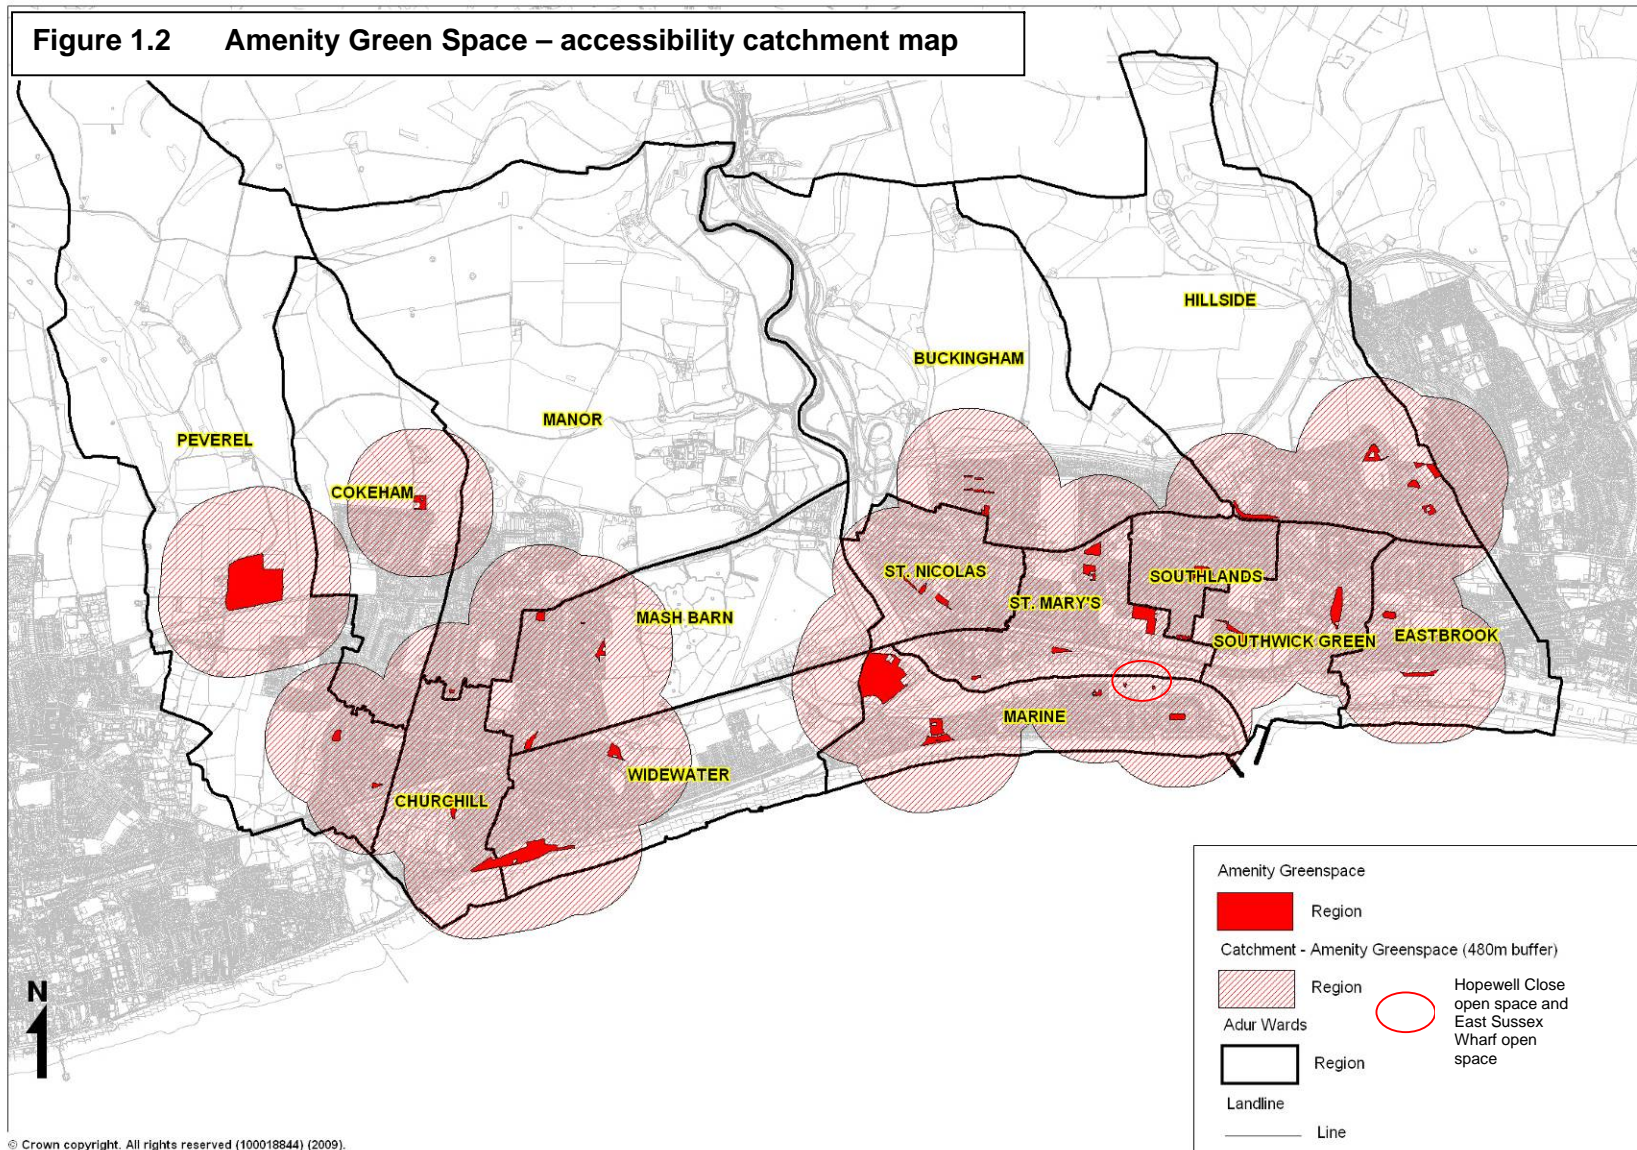 Figure 1.2 Amenity Green Space – accessibility catchment map
HILLSIDE
BUCKINGHAM
MANOR
PEVEREL
COKEHAM
ST. NICOLAS
SOUTHLANDS
ST. MARY'S
MASH BARN
SOUTHWICK GREEN
EASTBROOK
MARINE
WIDEWATER
CHURCHILL
N
Amenity Greenspace
Region
Catchment - Amenity Greenspace (480m buffer)
Region
Hopewell Close
open space and
East Sussex
Wharf open
space
Adur Wards
Region
Landline
Line
© Crown copyright. All rights reserved (100018844) (2009).